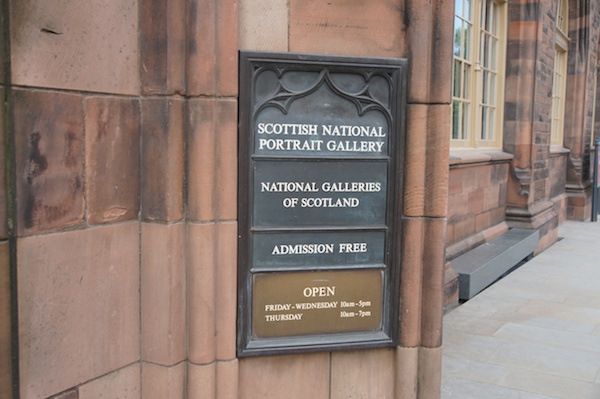 SCOTTISH NATIONAL
PORTRAIT GALLERY
NATIONAL GALLERIES
OF SCOTLAND
ADMISSION FREE
OPEN
FRIDAY-WEDNESDAY 10am-5pm
THURSDAY 10am-7pm